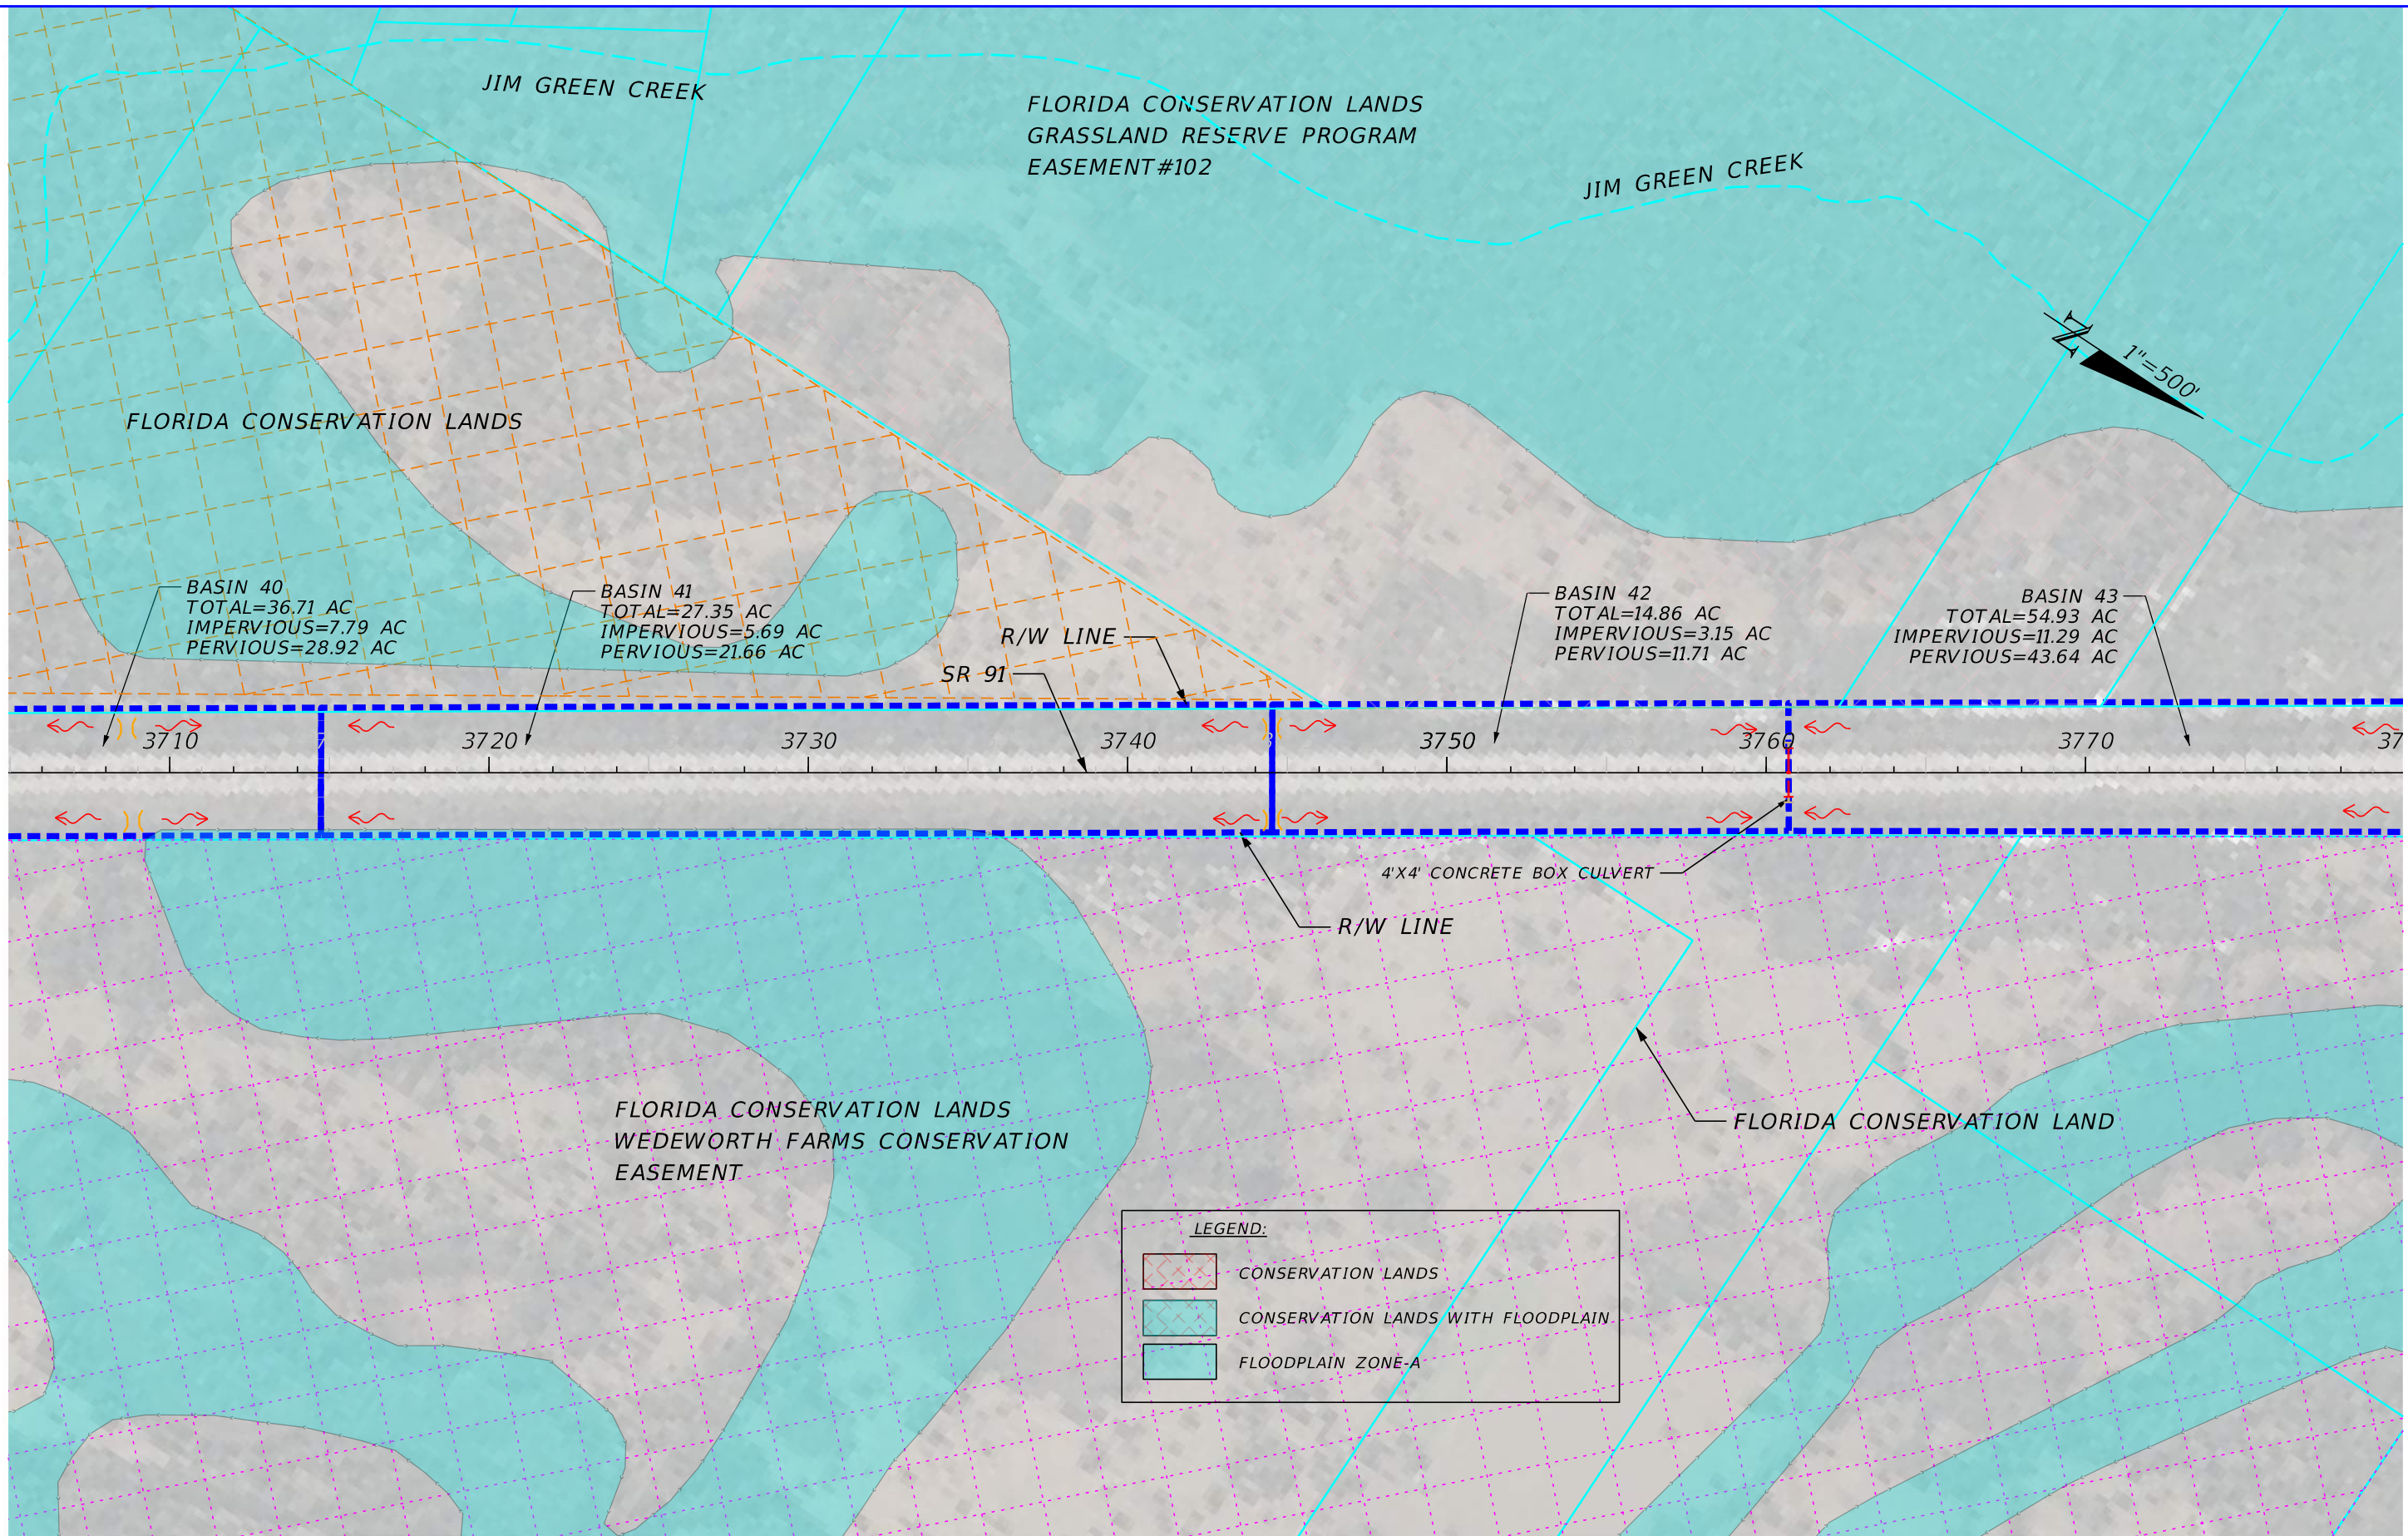 JIM GREEN CREEK
FLORIDA CONSERVATION LANDS
GRASSLAND RESERVE PROGRAM
EASEMENT#102
JIM GREEN CREEK
N
1"=500'
FLORIDA CONSERVATION LANDS
BASIN 40
TOTAL=36.71 AC
IMPERVIOUS=7.79 AC
PERVIOUS=28.92 AC
BASIN 41
TOTAL=27.35 AC
IMPERVIOUS=5.69 AC
PERVIOUS=21.66 AC
R/W LINE
SR 91
BASIN 42
TOTAL=14.86 AC
IMPERVIOUS=3.15 AC
PERVIOUS=11.71 AC
BASIN 43
TOTAL=54.93 AC
IMPERVIOUS=11.29 AC
PERVIOUS=43.64 AC
3710
3720
3730
3740
3750
3760
3770
37
4'X4' CONCRETE BOX CULVERT
R/W LINE
FLORIDA CONSERVATION LANDS
WEDEWORTH FARMS CONSERVATION
EASEMENT
FLORIDA CONSERVATION LAND
LEGEND:
CONSERVATION LANDS
CONSERVATION LANDS WITH FLOODPLAIN
FLOODPLAIN ZONE-A